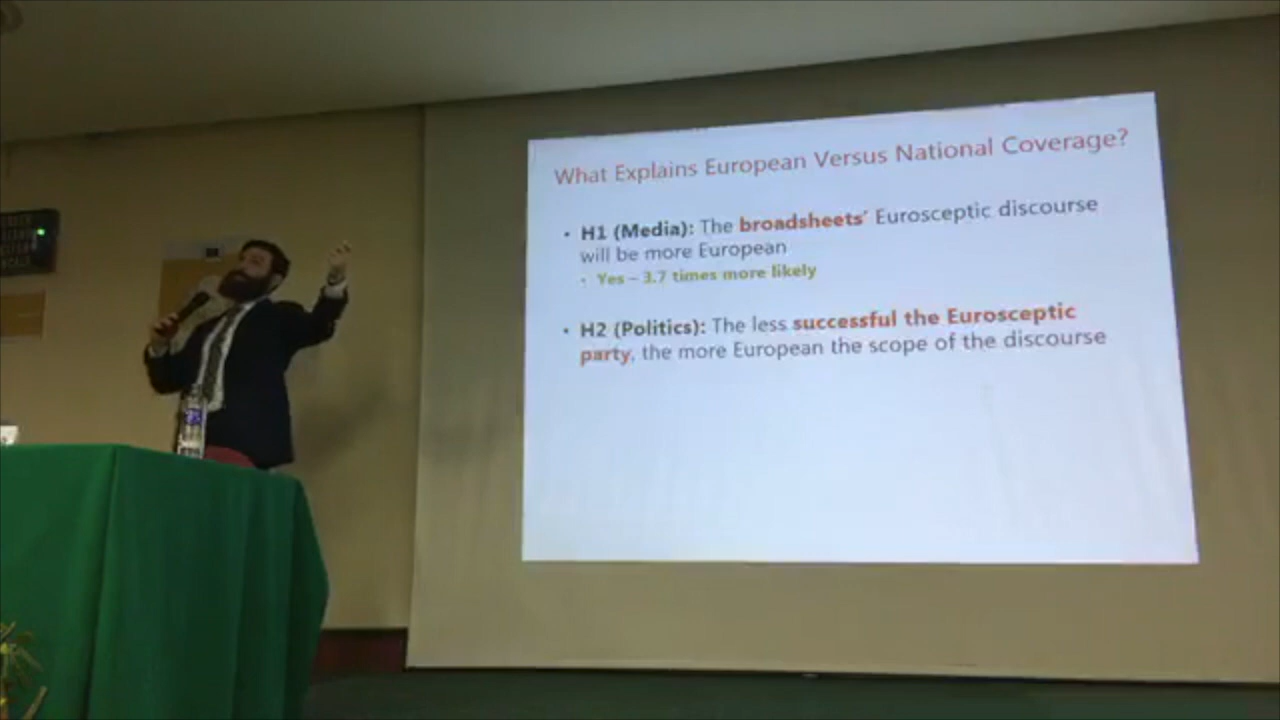 What Explains European Versus National Coverage?
• H1 (Media): The broadsheets' Eurosceptic discourse
will be more European
• Yes – 3.7 times more likely
• H2 (Politics): The less successful the Eurosceptic
party, the more European the scope of the discourse